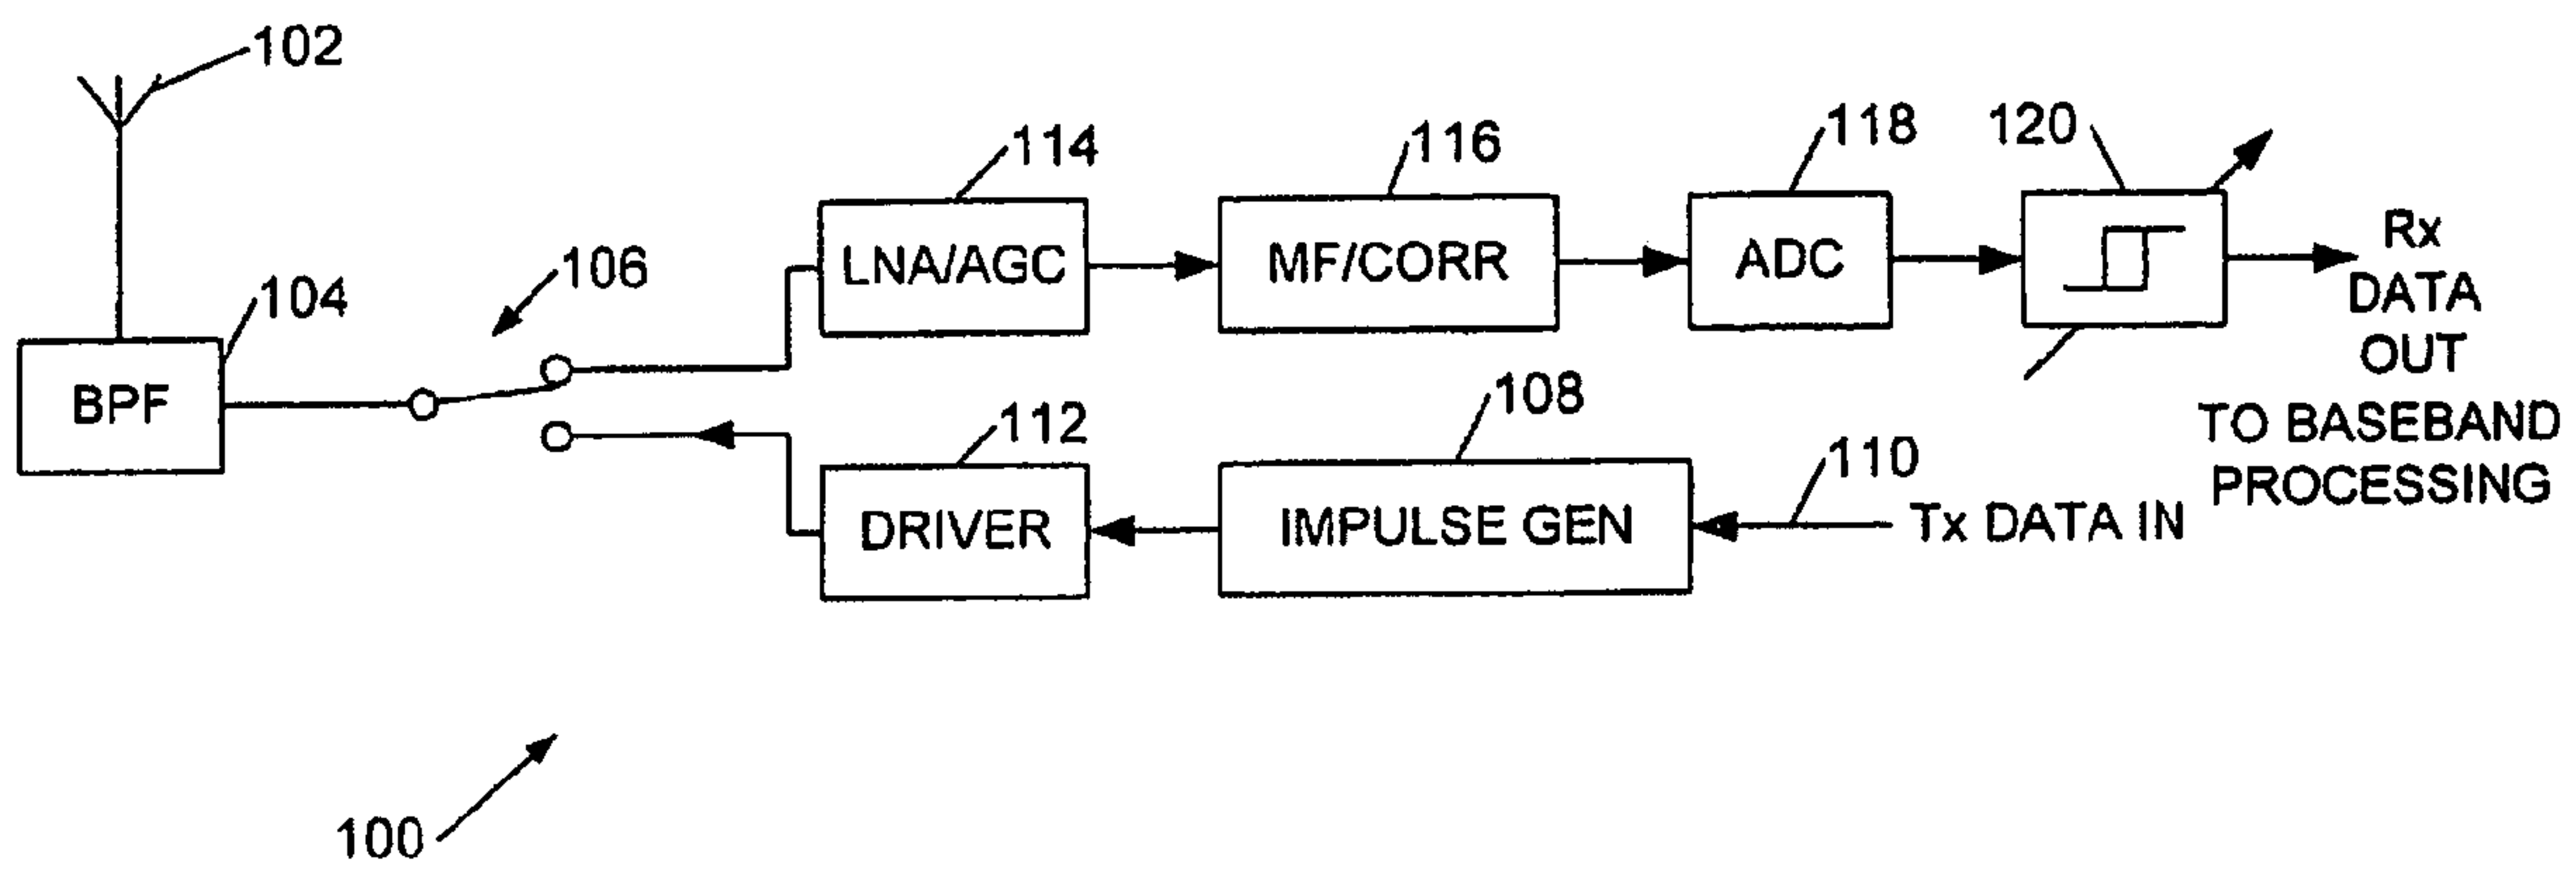 102
114
116
118
120
106
104
LNA/AGC
MF/CORR
ADC
Rx
DATA
OUT
TO BASEBAND
PROCESSING
BPF
112
108
110
DRIVER
IMPULSE GEN
Tx DATA IN
100